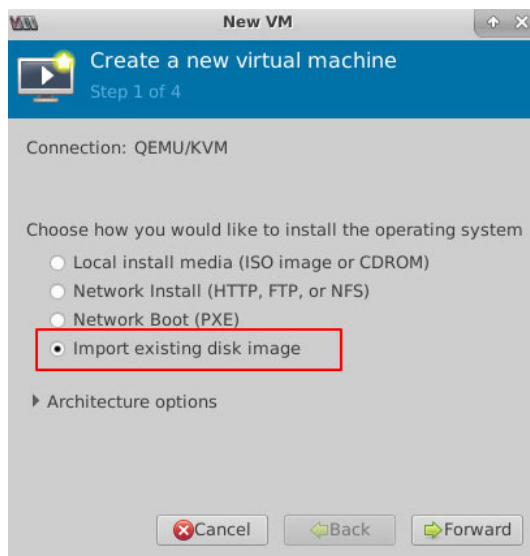 New VM
Create a new virtual machine
Step 1 of 4
Connection: QEMU/KVM
Choose how you would like to install the operating system
Local install media (ISO image or CDROM)
Network Install (HTTP, FTP, or NFS)
Network Boot (PXE)
Import existing disk image
Architecture options
Cancel Back Forward